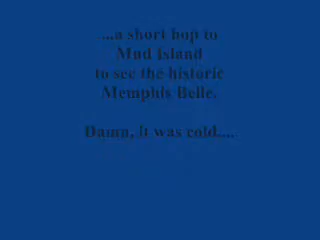 ...a short hop to
Mud Island
to see the historic
Memphis Belle.
Damn, it was cold....